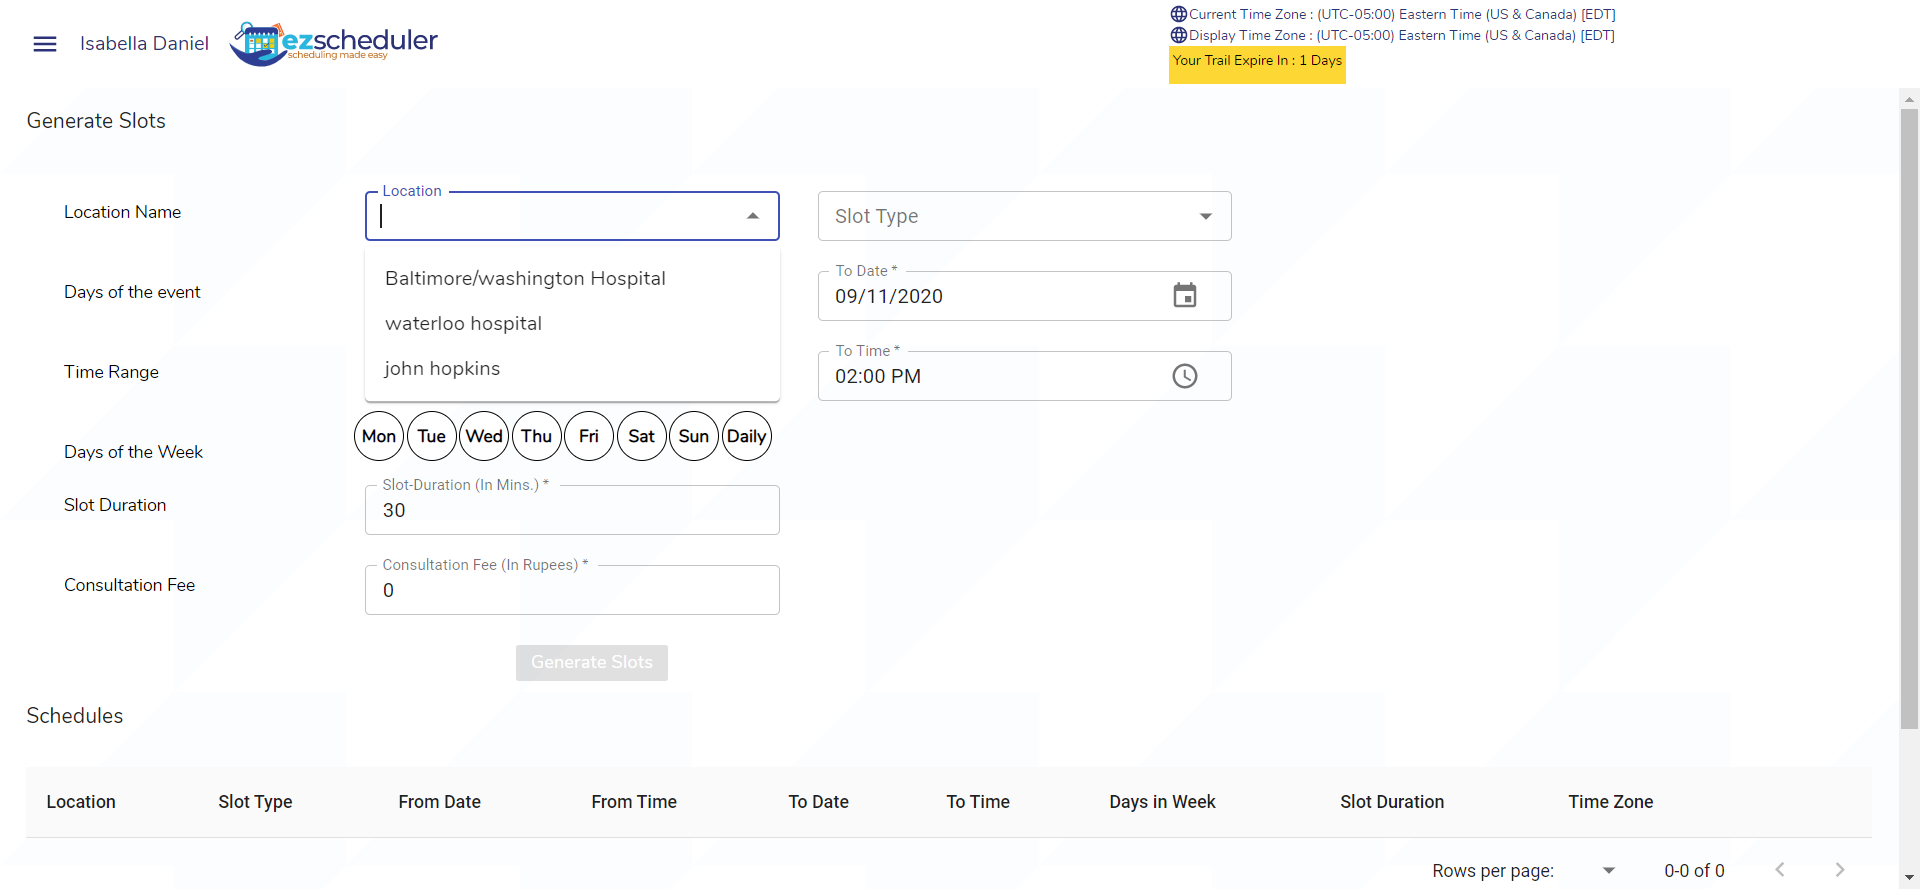 Isabella Daniel
ezscheduler
scheduling made easy
Current Time Zone : (UTC-05:00) Eastern Time (US & Canada) [EDT]
Display Time Zone : (UTC-05:00) Eastern Time (US & Canada) [EDT]
Your Trail Expire In : 1 Days
Generate Slots
Location Name
Location
Slot Type
Baltimore/washington Hospital
waterloo hospital
john hopkins
Days of the event
To Date *
09/11/2020
Time Range
To Time *
02:00 PM
Days of the Week
Mon Tue Wed Thu Fri Sat Sun Daily
Slot Duration
Slot-Duration (In Mins.) *
30
Consultation Fee
Consultation Fee (In Rupees) *
0
Generate Slots
Schedules
Location Slot Type From Date From Time To Date To Time Days in Week Slot Duration Time Zone
Rows per page: 0-0 of 0